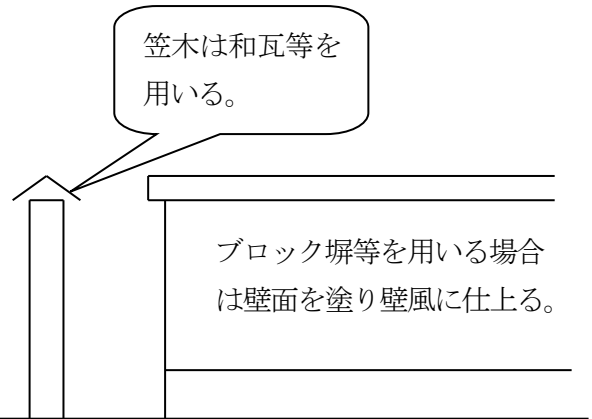 笠木は和瓦等を
用いる。
ブロック塀等を用いる場合
は壁面を塗り壁風に仕上る。